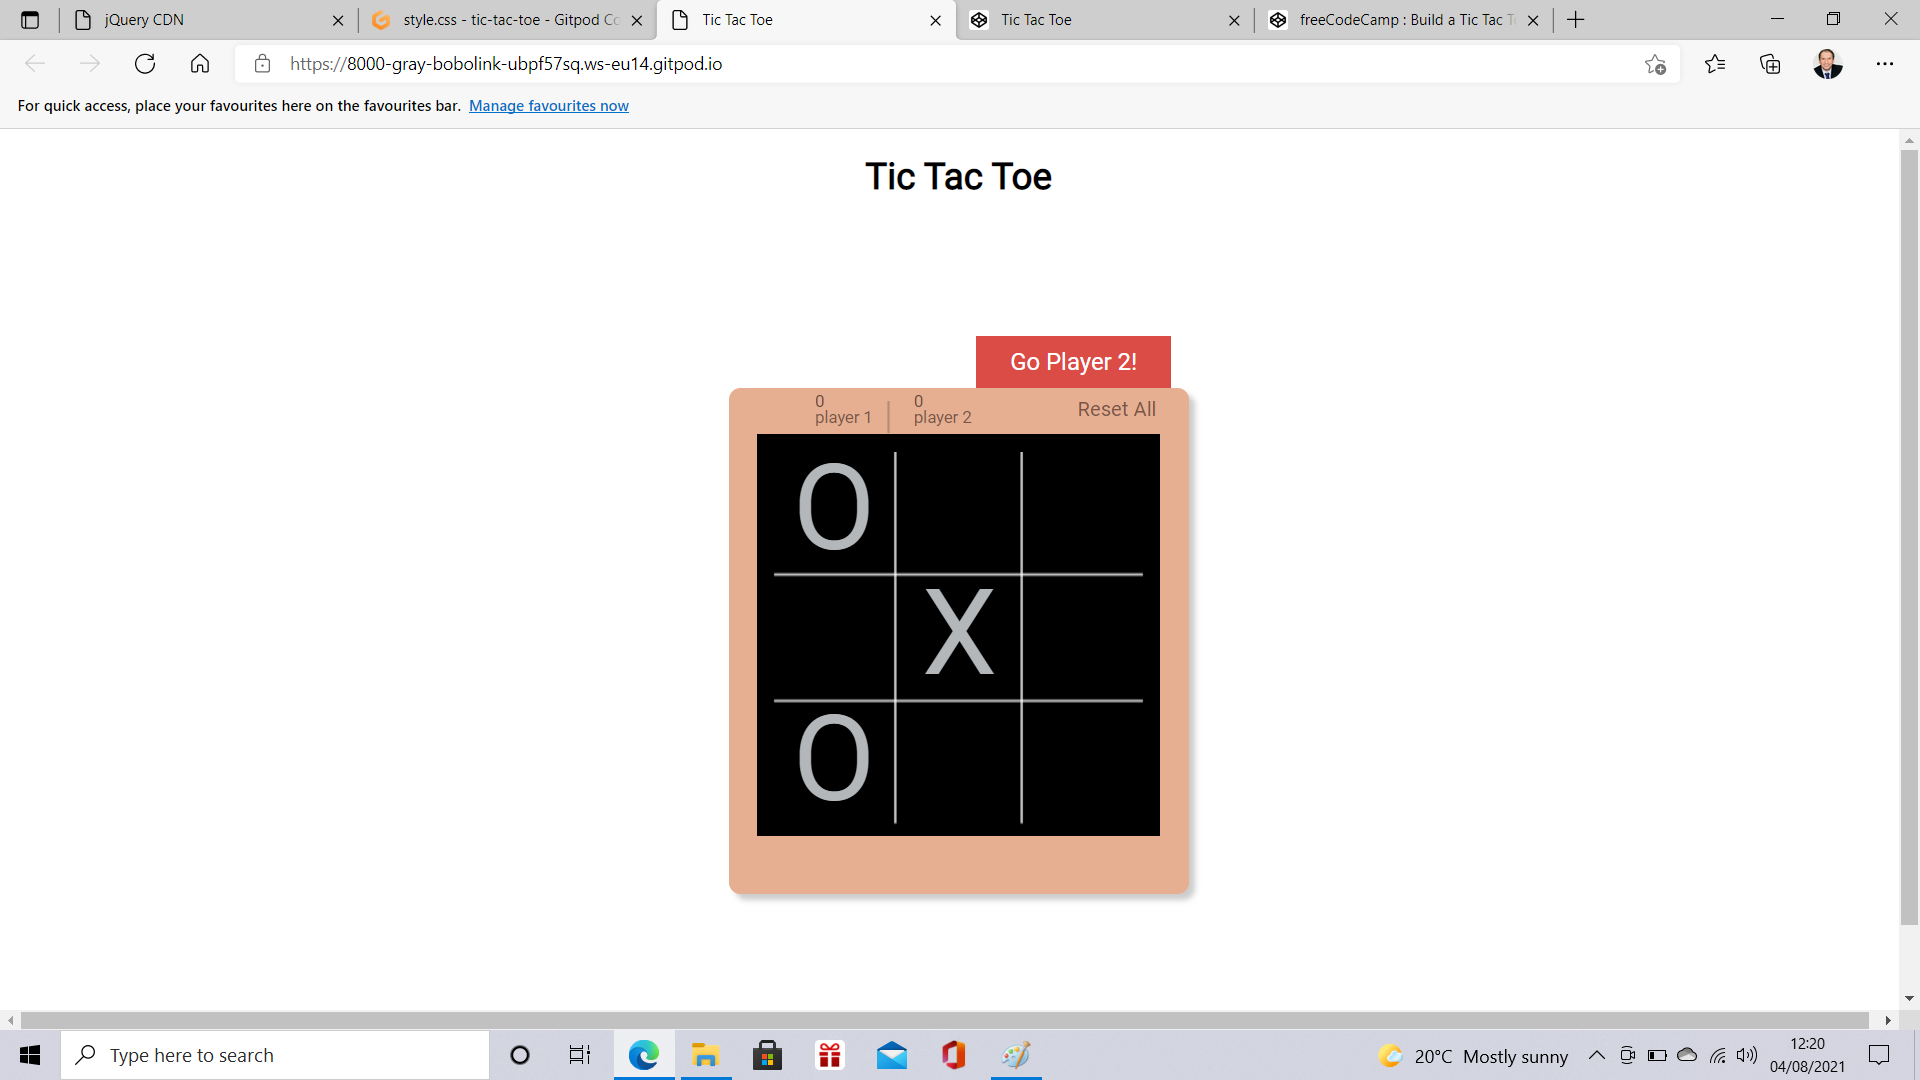 jQuery CDN
style.css - tic-tac-toe - Gitpod Co
Tic Tac Toe
Tic Tac Toe
freeCodeCamp : Build a Tic Tac T
https://8000-gray-bobolink-ubpf57sq.ws-eu14.gitpod.io
For quick access, place your favourites here on the favourites bar. Manage favourites now
Tic Tac Toe
Go Player 2!
0
player 1
0
player 2
Reset All
O
X
O
Type here to search
20°C Mostly sunny
12:20
04/08/2021